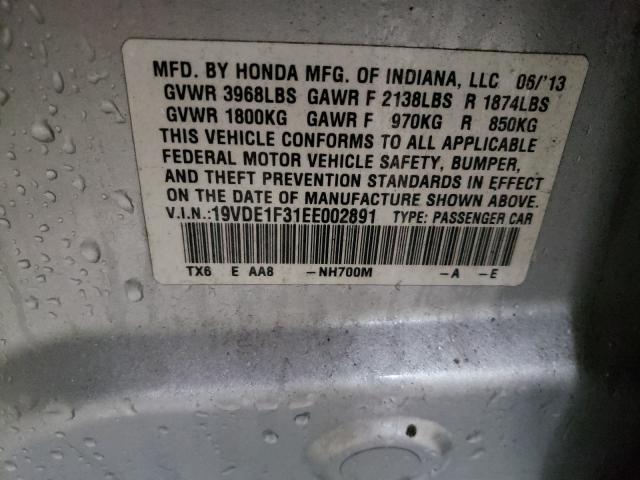 MFD. BY HONDA MFG. OF INDIANA, LLC 06/'13
GVWR 3968LBS GAWR F 2138LBS R 1874LBS
GVWR 1800KG GAWR F 970KG R 850KG
THIS VEHICLE CONFORMS TO ALL APPLICABLE
FEDERAL MOTOR VEHICLE SAFETY, BUMPER,
AND THEFT PREVENTION STANDARDS IN EFFECT
ON THE DATE OF MANUFACTURE SHOWN ABOVE.
V.I.N.:19VDE1F31EE002891 TYPE: PASSENGER CAR
TX6 E AA8 -NH700M -A -E